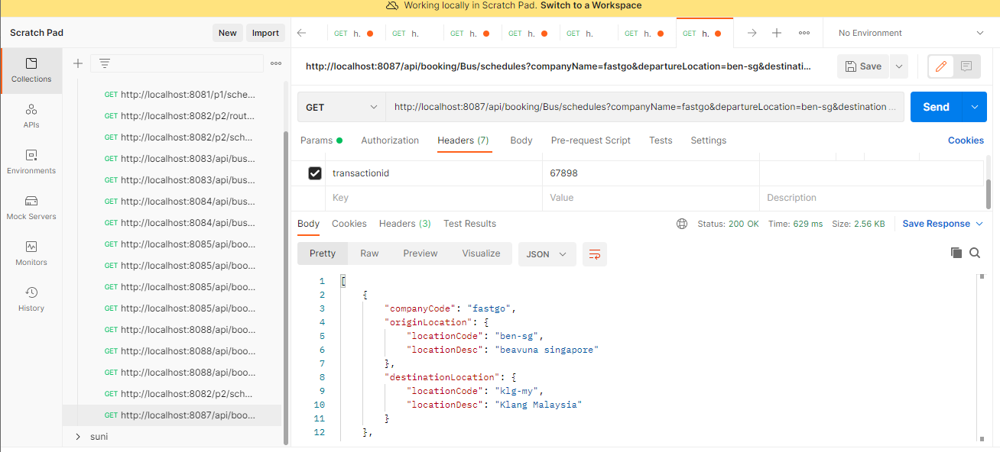 Working locally in Scratch Pad. Switch to a Workspace
Scratch Pad
New
Import
GET h.
GET h.
GET h.
GET h.
GET h.
GET h.
GET h.
No Environment
Collections
APIs
Environments
Mock Servers
Monitors
History
GET http://localhost:8081/p1/sche...
GET http://localhost:8082/p2/rout...
GET http://localhost:8082/p2/sch...
GET http://localhost:8083/api/bus...
GET http://localhost:8083/api/bus...
GET http://localhost:8084/api/bus...
GET http://localhost:8084/api/bus...
GET http://localhost:8085/api/boo...
GET http://localhost:8085/api/boo...
GET http://localhost:8085/api/boo...
GET http://localhost:8085/api/boo...
GET http://localhost:8088/api/boo...
GET http://localhost:8088/api/boo...
GET http://localhost:8088/api/boo...
GET http://localhost:8082/p2/sch...
GET http://localhost:8087/api/boo...
suni
http://localhost:8087/api/booking/Bus/schedules?companyName=fastgo&departureLocation=ben-sg&destinati...
Save
GET
http://localhost:8087/api/booking/Bus/schedules?companyName=fastgo&departureLocation=ben-sg&destination ...
Send
Params Authorization Headers (7) Body Pre-request Script Tests Settings Cookies
transactionid 67898
Key Value Description
Body Cookies Headers (3) Test Results Status: 200 OK Time: 629 ms Size: 2.56 KB Save Response
Pretty Raw Preview Visualize JSON
1 [
2 {
3 "companyCode": "fastgo",
4 "originLocation": {
5 "locationCode": "ben-sg",
6 "locationDesc": "beavuna singapore"
7 },
8 "destinationLocation": {
9 "locationCode": "klg-my",
10 "locationDesc": "Klang Malaysia"
11 }
12 },